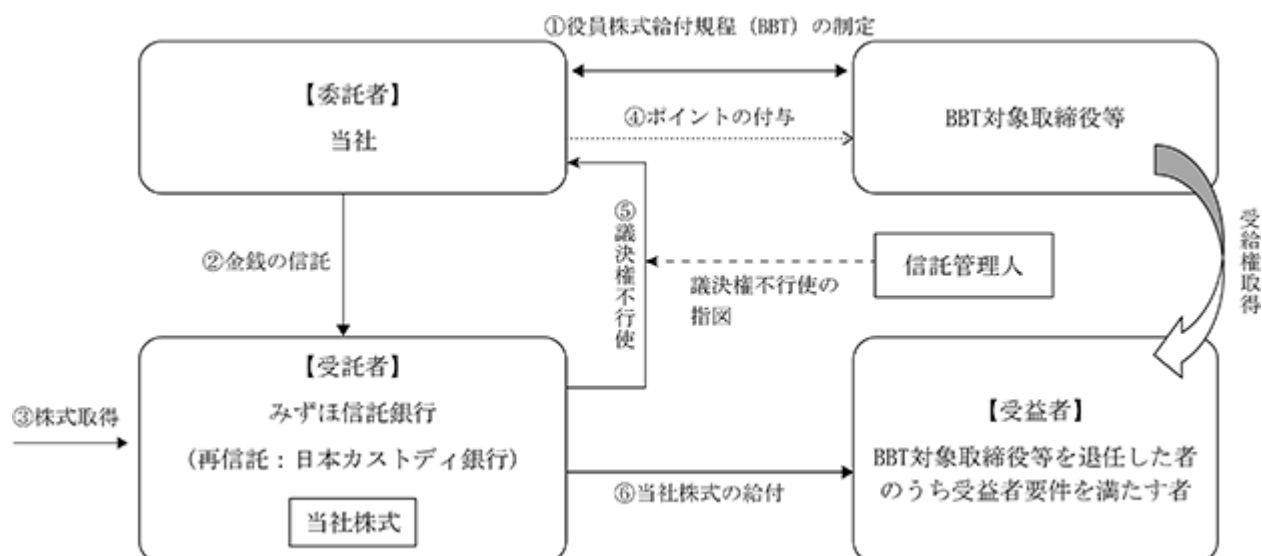 ①役員株式給付規程（BBT）の制定
【委託者】
当社
④ポイントの付与
BBT対象取締役等
②金銭の信託
⑤議決権不行使
信託管理人
議決権不行使の
指図
受給権取得
【受託者】
みずほ信託銀行
（再信託：日本カストディ銀行）
当社株式
③株式取得
⑥当社株式の給付
【受益者】
BBT対象取締役等を退任した者
のうち受益者要件を満たす者